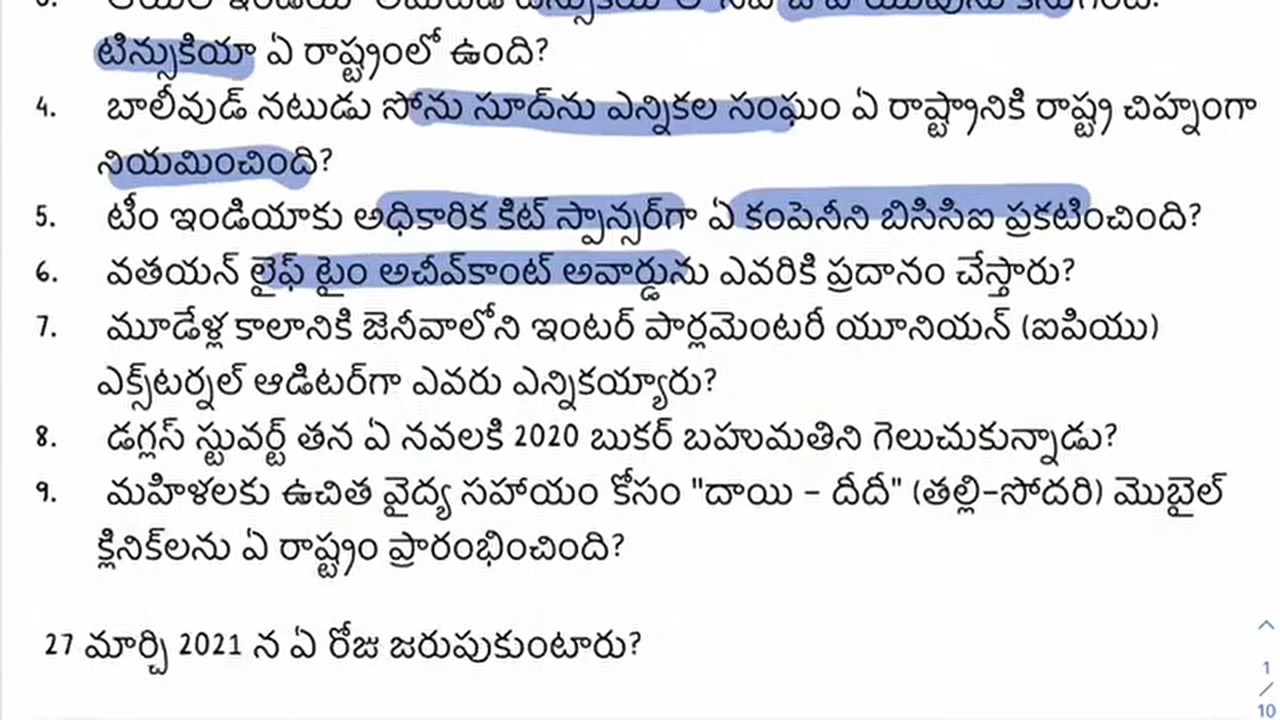 టిన్సుకియా ఏ రాష్ట్రంలో ఉంది?
4. బాలీవుడ్ నటుడు సోను సూద్‌ను ఎన్నికల సంఘం ఏ రాష్ట్రానికి రాష్ట్ర చిహ్నంగా
నియమించింది?
5. టీం ఇండియాకు అధికారిక కిట్ స్పాన్సర్‌గా ఏ కంపెనీని బిసిసిఐ ప్రకటించింది?
6. వతయన్ లైఫ్ టైం అచీవ్‌కాంట్ అవార్డును ఎవరికి ప్రదానం చేస్తారు?
7. మూడేళ్ల కాలానికి జెనీవాలోని ఇంటర్ పార్లమెంటరీ యూనియన్ (ఐపియు)
ఎక్స్‌టర్నల్ ఆడిటర్‌గా ఎవరు ఎన్నికయ్యారు?
8. డగ్లస్ స్టువర్ట్ తన ఏ నవలకి 2020 బుకర్ బహుమతిని గెలుచుకున్నాడు?
9. మహిళలకు ఉచిత వైద్య సహాయం కోసం "దాయి - దీదీ" (తల్లి-సోదరి) మొబైల్
క్లినిక్‌లను ఏ రాష్ట్రం ప్రారంభించింది?
27 మార్చి 2021 న ఏ రోజు జరుపుకుంటారు?
1
/
10